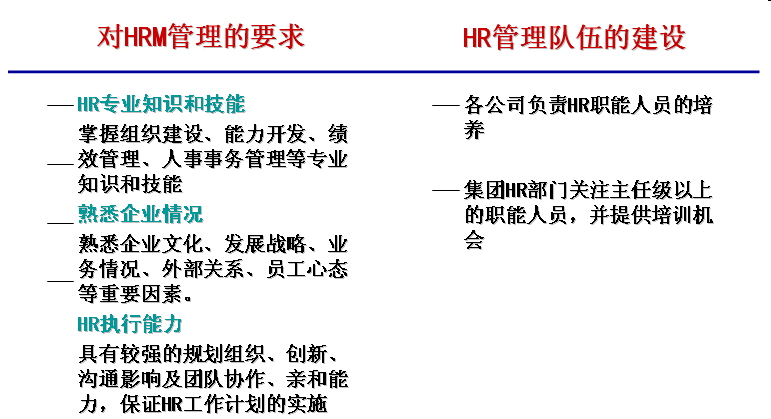 对HRM管理的要求
HR管理队伍的建设
HR专业知识和技能
掌握组织建设、能力开发、绩
效管理、人事事务管理等专业
知识和技能
熟悉企业情况
熟悉企业文化、发展战略、业
务情况、外部关系、员工心态
等重要因素。
HR执行能力
具有较强的规划组织、创新、
沟通影响及团队协作、亲和能
力，保证HR工作计划的实施
各公司负责HR职能人员的培
养
集团HR部门关注主任级以上
的职能人员，并提供培训机
会